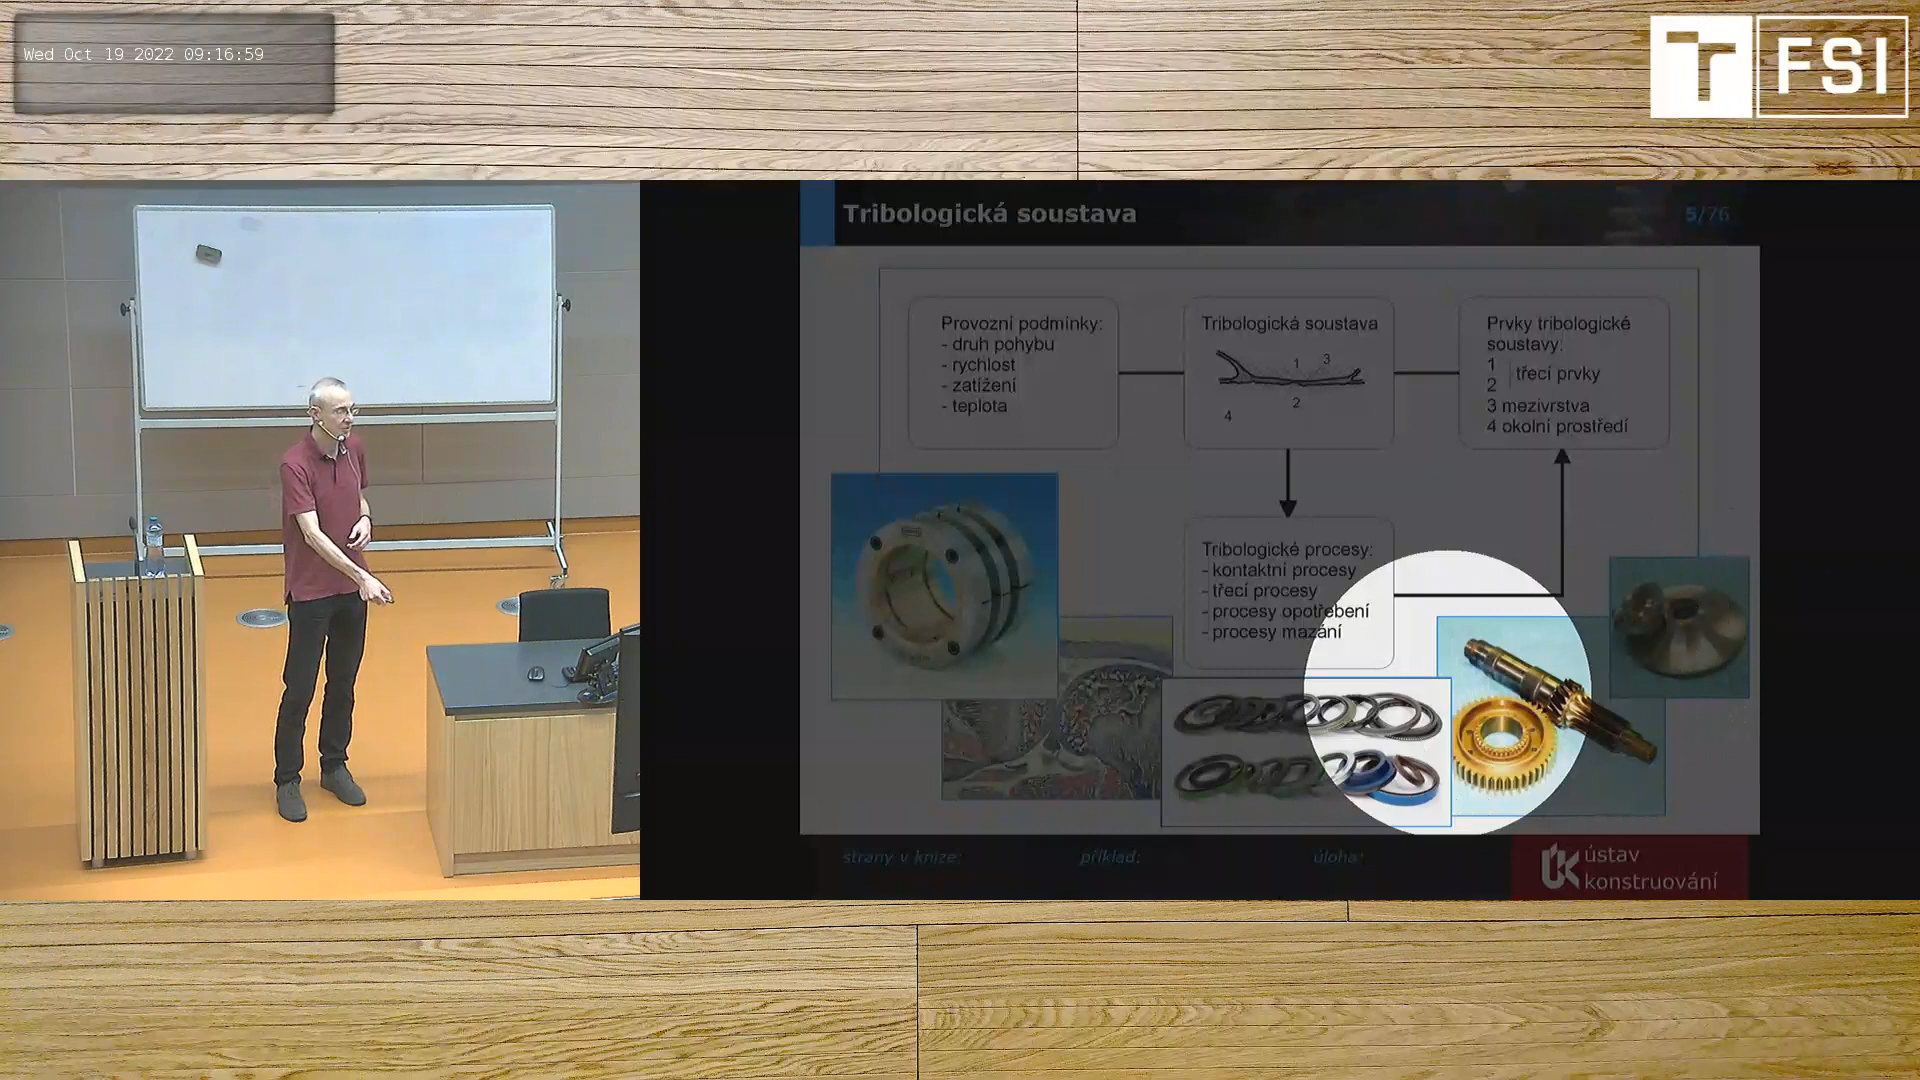 Wed Oct 19 2022 09:16:59
FSI
Tribologická soustava
5/76
Provozní podmínky:
- druh pohybu
- rychlost
- zatížení
- teplota
Tribologická soustava
1
3
2
4
Prvky tribologické
soustavy:
1
2
třecí prvky
3 mezivrstva
4 okolní prostředí
Tribologické procesy:
- kontaktní procesy
- třecí procesy
- procesy opotřebení
- procesy mazání
strany v knize:
příklad:
úloha:
ústav
konstruování